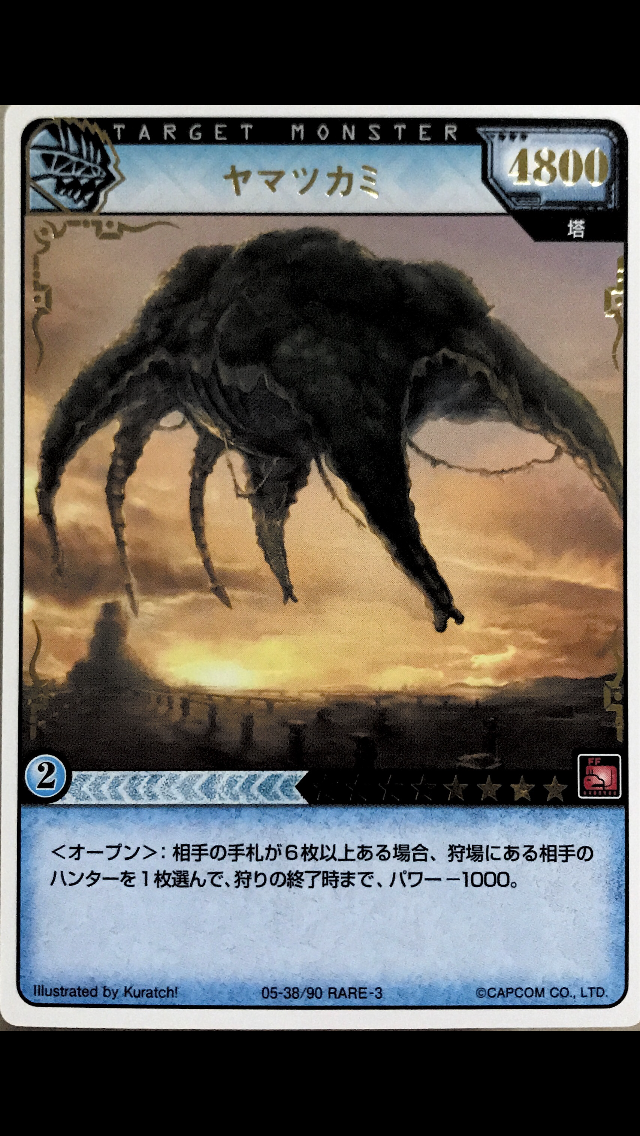 TARGET MONSTER
ヤマツカミ
4800
塔
2
FF
<オープン>：相手の手札が６枚以上ある場合、狩場にある相手の
ハンターを１枚選んで、狩りの終了時まで、パワー－1000。
Illustrated by Kuratch!
05-38/90 RARE-3
©CAPCOM CO., LTD.